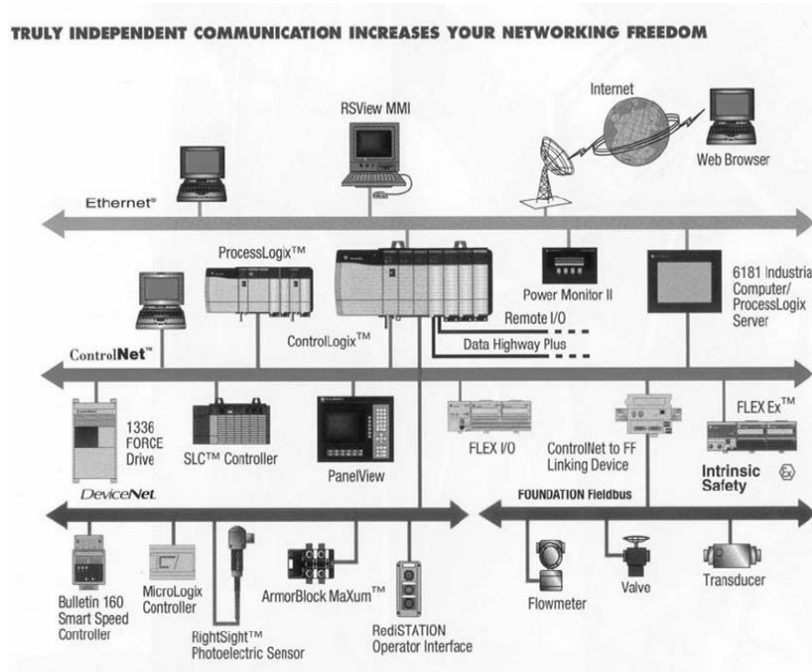 TRULY INDEPENDENT COMMUNICATION INCREASES YOUR NETWORKING FREEDOM
Internet
RSView MMI
Web Browser
Ethernet®
ProcessLogix™
6181 Industria
Computer/
ProcessLogix
Server
Power Monitor II
Remote I/O
ControlLogix™
Data Highway Plus
ControlNet™
1336
FORCE
Drive
SLC™ Controller
PanelView
FLEX I/O
ControlNet to FF
Linking Device
FLEX Ex™
Intrinsic
Safety
Ex
DeviceNet™
FOUNDATION Fieldbus
Bulletin 160
Smart Speed
Controller
MicroLogix
Controller
RightSight™
Photoelectric Sensor
ArmorBlock MaXum™
RediSTATION
Operator Interface
Flowmeter
Valve
Transducer